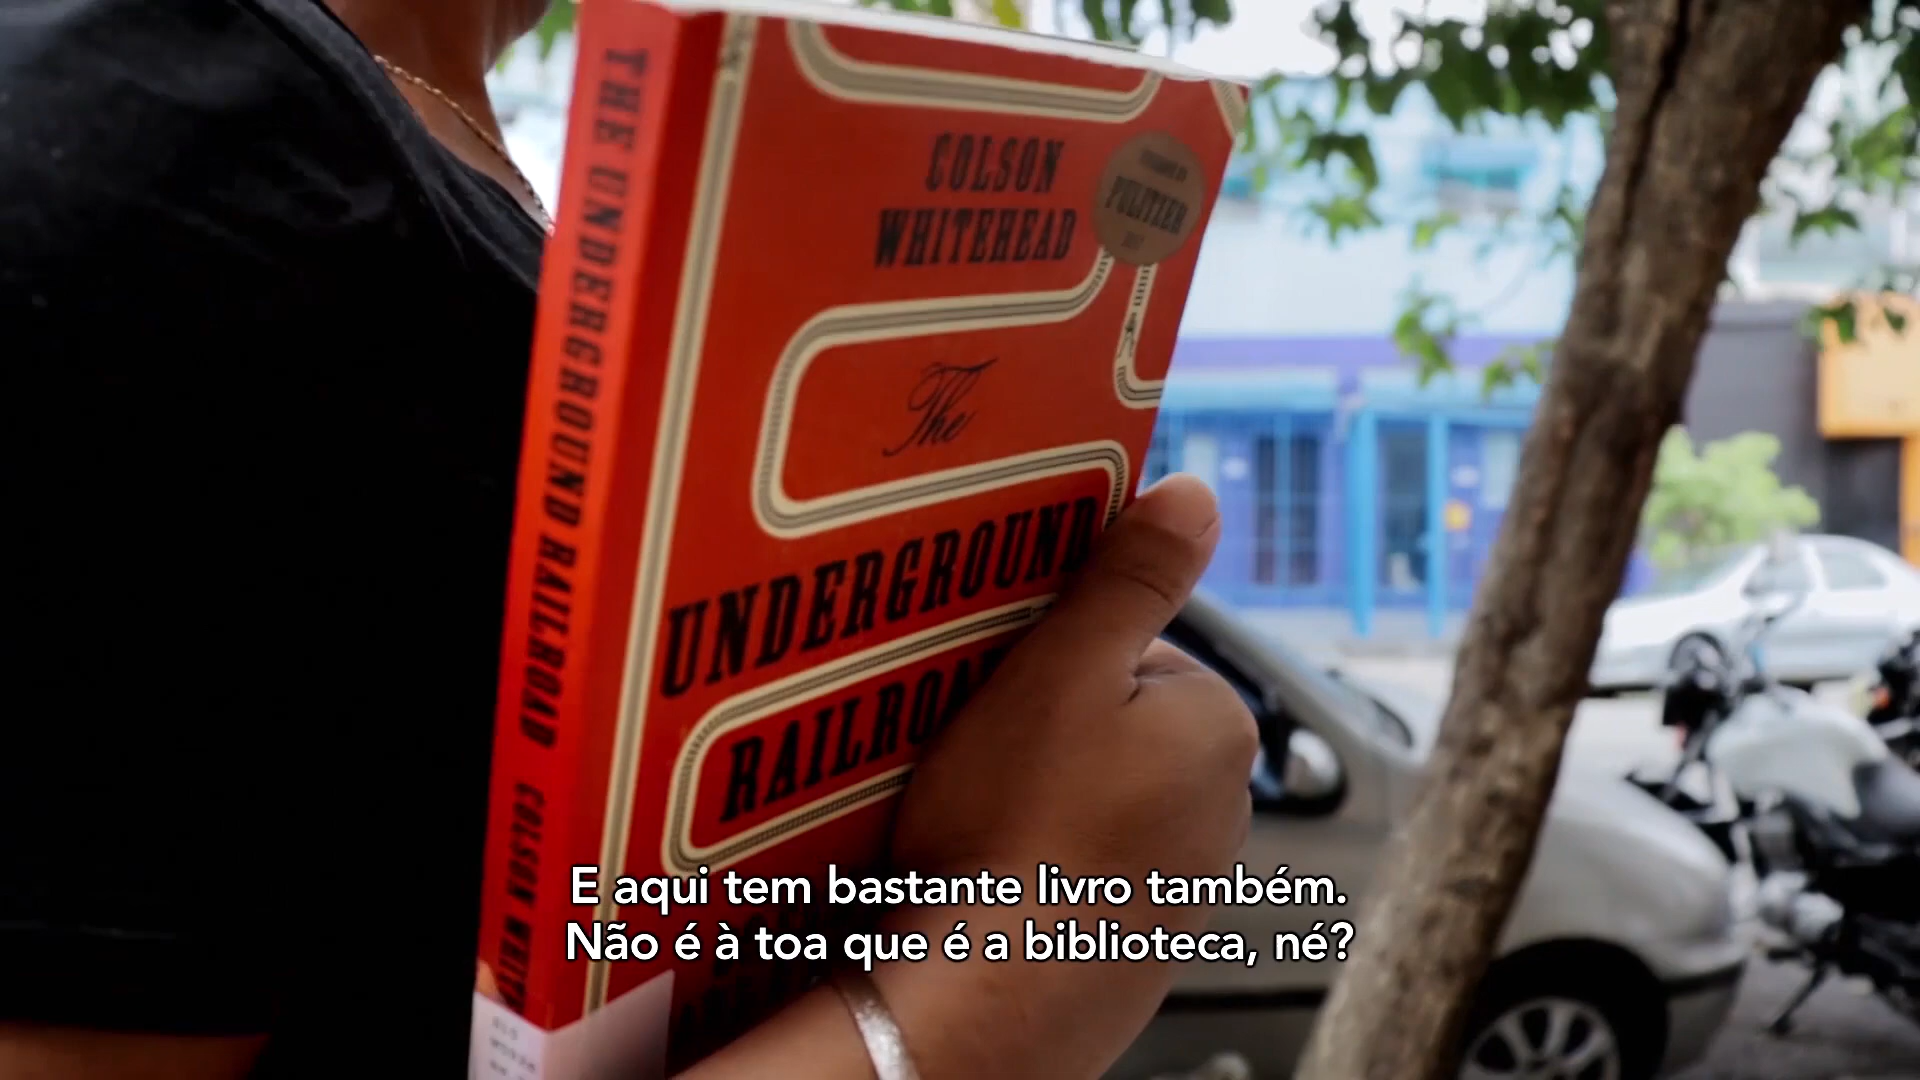 THE UNDERGROUND RAILROAD COLSON
COLSON
WHITEHEAD
PULITZER
The
UNDERGROUND
E aqui tem bastante livro também.
Não é à toa que é a biblioteca, né?